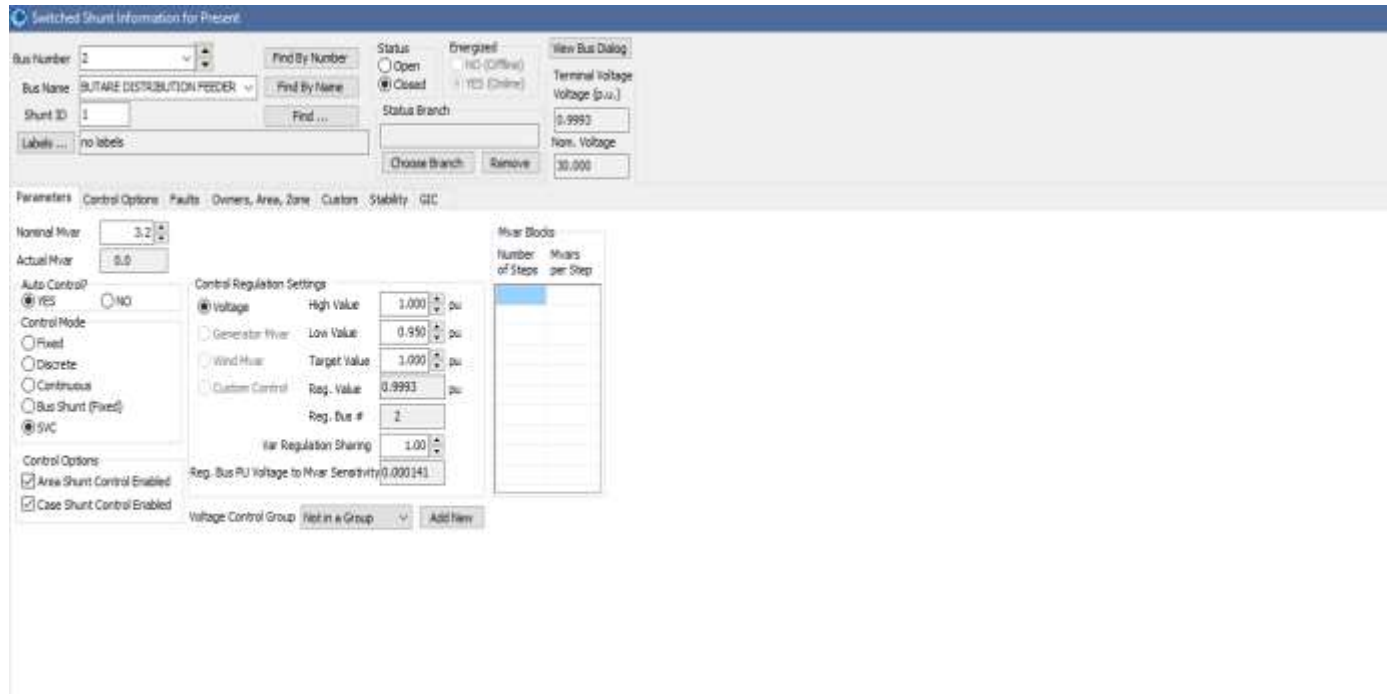 Switched Shunt Information for Present
Bus Number 2 Find By Number
Bus Name BUTARE DISTRIBUTION FEEDER Find By Name
Shunt ID 1 Find ...
Labels ... no labels
Status
Open
Closed
Energized
NO (Offline)
YES (Online)
Status Branch
Choose Branch Remove
View Bus Dialog
Terminal Voltage
Voltage (p.u.)
0.9993
Nom. Voltage
30.000
Parameters Control Options Faults Owners, Area, Zone Custom Stability GIC
Nominal Mvar 3.2
Actual Mvar 0.0
Auto Control?
YES NO
Control Mode
Fixed
Discrete
Continuous
Bus Shunt (Fixed)
SVC
Control Options
Area Shunt Control Enabled
Case Shunt Control Enabled
Control Regulation Settings
Voltage High Value 1.000 pu
Generator Mvar Low Value 0.950 pu
Wind Mvar Target Value 1.000 pu
Custom Control Reg. Value 0.9993 pu
Reg. Bus # 2
Var Regulation Sharing 1.00
Reg. Bus PU Voltage to Mvar Sensitivity 0.000141
Voltage Control Group Not in a Group Add New
Mvar Blocks
Number of Steps
Mvars per Step